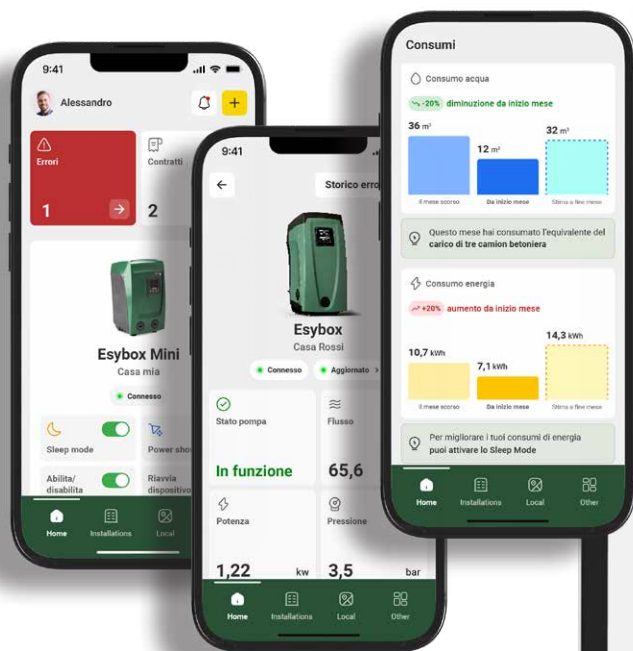 9:41
Alessandro
Errori
1
Contratti
2
Esybox Mini
Casa mia
Connesso
Sleep mode
Power sho
Abilita/
disabilita
Riavvia
dispositivo
Home
Installations
Local
9:41
Storico erro
Esybox
Casa Rossi
Connesso
Aggiornato >
Stato pompa
In funzione
Flusso
65,6
Potenza
1,22 kw
Pressione
3,5 bar
Home
Installations
Local
Other
Consumi
Consumo acqua
-20% diminuzione da inizio mese
36 m³
12 m³
32 m³
Il mese scorso
Da inizio mese
Stima a fine mese
Questo mese hai consumato l'equivalente del
carico di tre camion betoniera
Consumo energia
+20% aumento da inizio mese
10,7 kWh
7,1 kWh
14,3 kWh
Il mese scorso
Da inizio mese
Stima a fine mese
Per migliorare i tuoi consumi di energia
puoi attivare lo Sleep Mode
Home
Installations
Local
Other